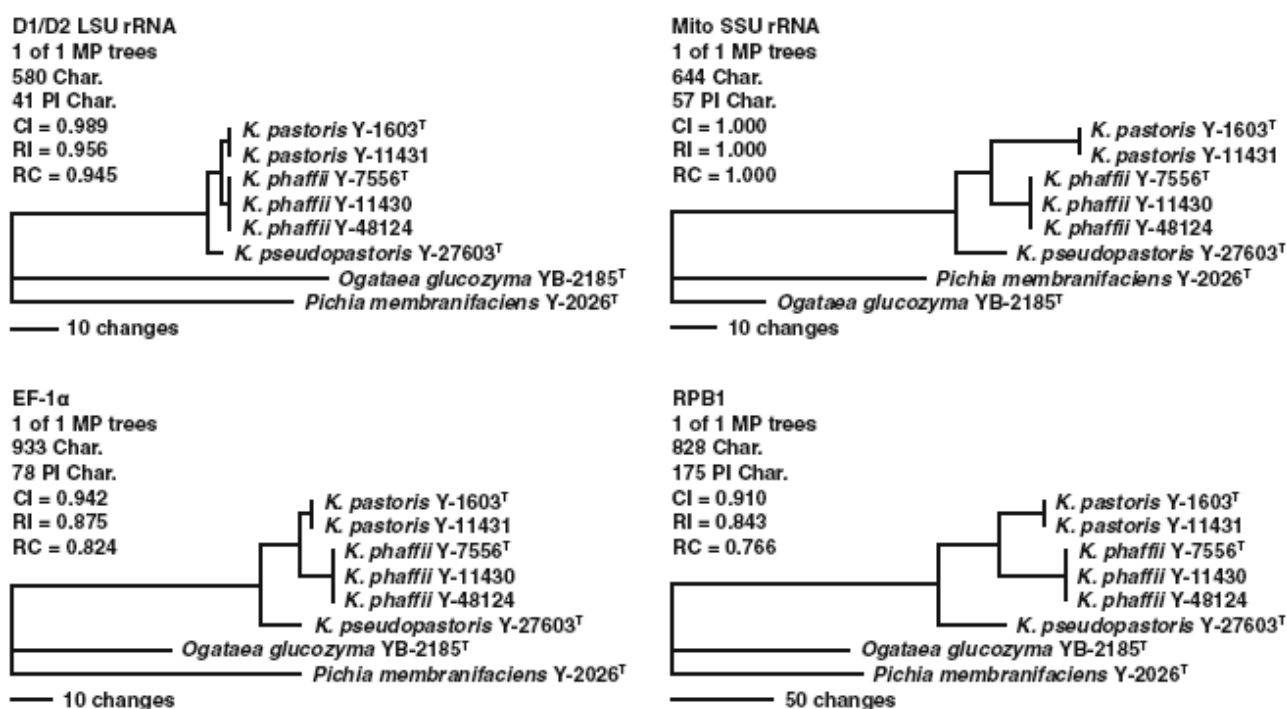 D1/D2 LSU rRNA
1 of 1 MP trees
580 Char.
41 PI Char.
CI = 0.989
RI = 0.956
RC = 0.945
K. pastoris Y-1603ᵀ
K. pastoris Y-11431
K. phaffii Y-7556ᵀ
K. phaffii Y-11430
K. phaffii Y-48124
K. pseudopastoris Y-27603ᵀ
Ogataea glucozyma YB-2185ᵀ
Pichia membranifaciens Y-2026ᵀ
10 changes
Mito SSU rRNA
1 of 1 MP trees
644 Char.
57 PI Char.
CI = 1.000
RI = 1.000
RC = 1.000
K. pastoris Y-1603ᵀ
K. pastoris Y-11431
K. phaffii Y-7556ᵀ
K. phaffii Y-11430
K. phaffii Y-48124
K. pseudopastoris Y-27603ᵀ
Pichia membranifaciens Y-2026ᵀ
Ogataea glucozyma YB-2185ᵀ
10 changes
EF-1α
1 of 1 MP trees
933 Char.
78 PI Char.
CI = 0.942
RI = 0.875
RC = 0.824
K. pastoris Y-1603ᵀ
K. pastoris Y-11431
K. phaffii Y-7556ᵀ
K. phaffii Y-11430
K. phaffii Y-48124
K. pseudopastoris Y-27603ᵀ
Ogataea glucozyma YB-2185ᵀ
Pichia membranifaciens Y-2026ᵀ
10 changes
RPB1
1 of 1 MP trees
828 Char.
175 PI Char.
CI = 0.910
RI = 0.843
RC = 0.766
K. pastoris Y-1603ᵀ
K. pastoris Y-11431
K. phaffii Y-7556ᵀ
K. phaffii Y-11430
K. phaffii Y-48124
K. pseudopastoris Y-27603ᵀ
Ogataea glucozyma YB-2185ᵀ
Pichia membranifaciens Y-2026ᵀ
50 changes